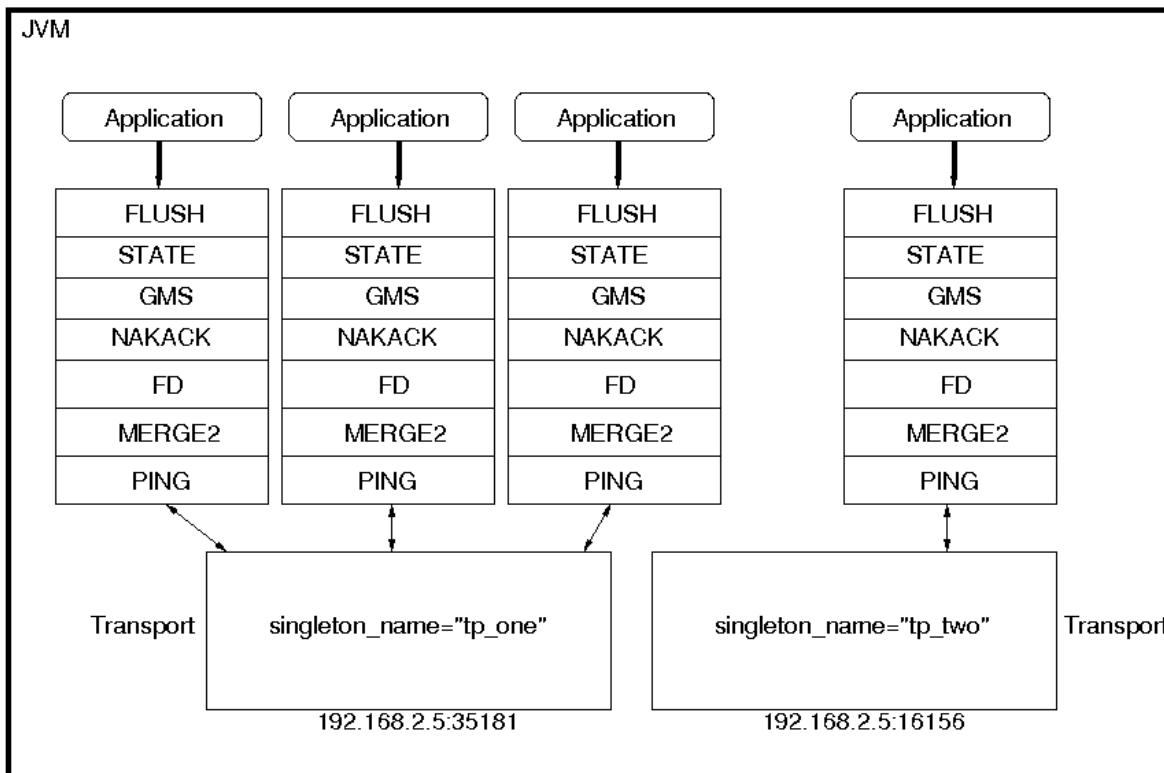 JVM
Application Application Application Application
FLUSH FLUSH FLUSH FLUSH
STATE STATE STATE STATE
GMS GMS GMS GMS
NAKACK NAKACK NAKACK NAKACK
FD FD FD FD
MERGE2 MERGE2 MERGE2 MERGE2
PING PING PING PING
Transport singleton_name="tp_one" singleton_name="tp_two" Transport
192.168.2.5:35181 192.168.2.5:16156